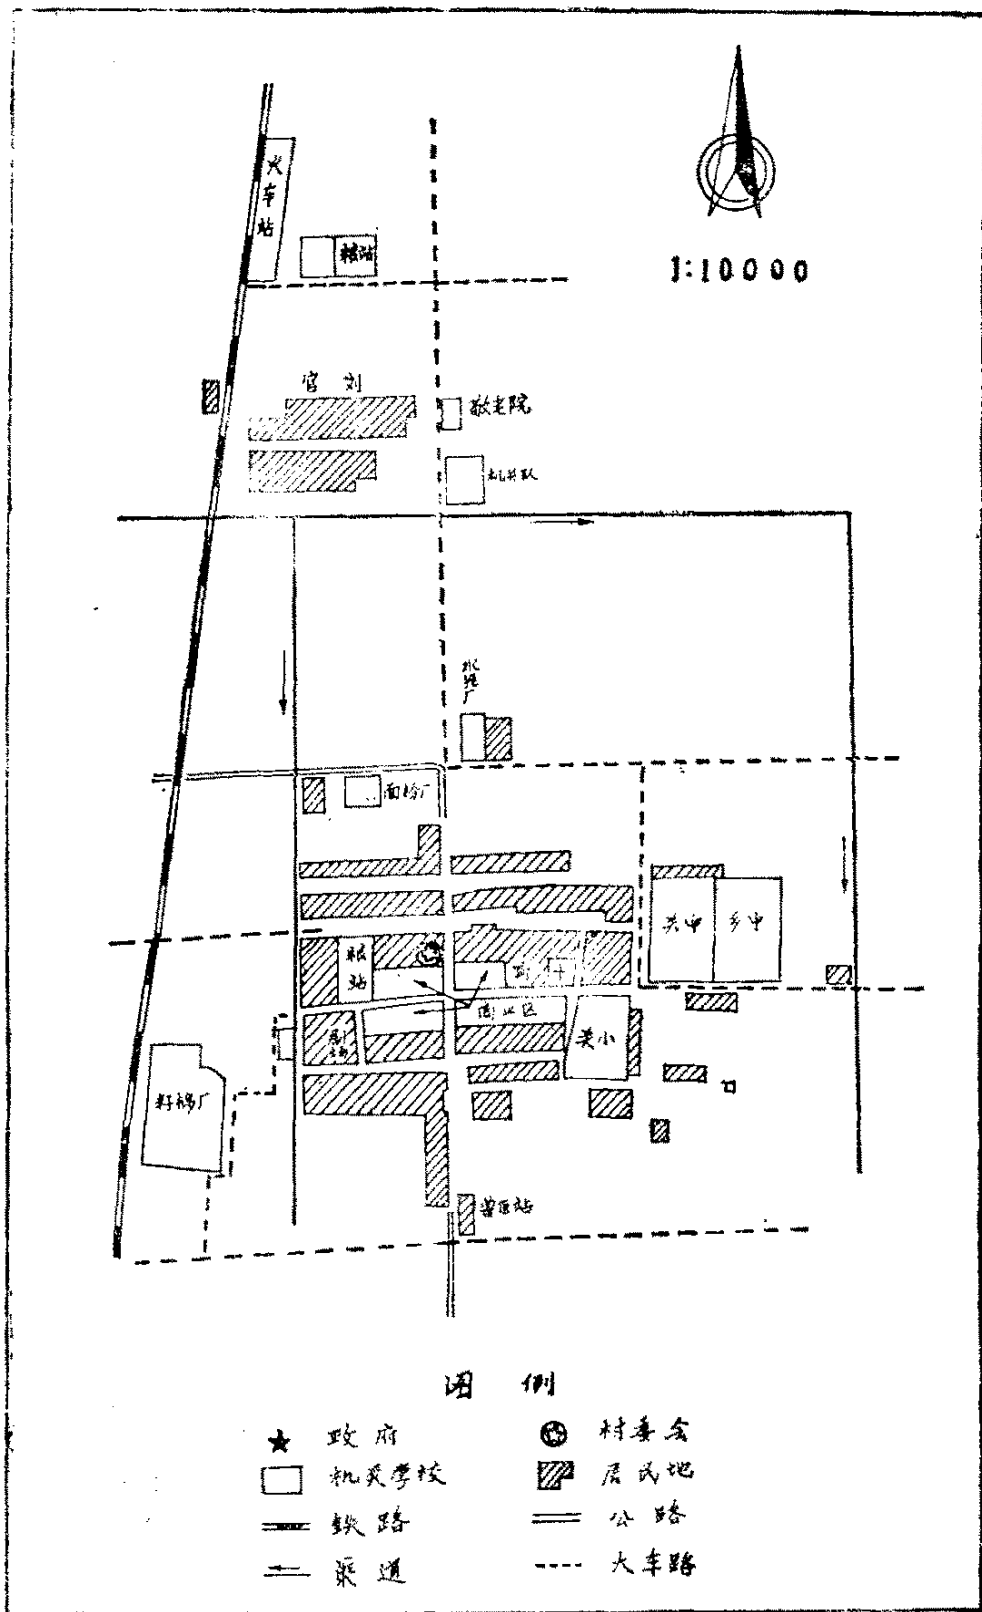 火车站
粮站
1:10000
官刘
敬老院
机井队
水泥厂
面粉厂
关中
乡中
粮站
商业区
剧场
关小
籽棉厂
兽医站
图例
政府
村委会
机关学校
居民地
铁路
公路
渠道
大车路